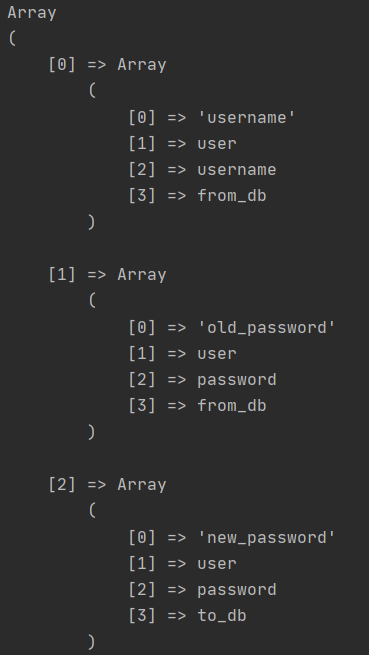 Array
(
    [0] => Array
        (
            [0] => 'username'
            [1] => user
            [2] => username
            [3] => from_db
        )

    [1] => Array
        (
            [0] => 'old_password'
            [1] => user
            [2] => password
            [3] => from_db
        )

    [2] => Array
        (
            [0] => 'new_password'
            [1] => user
            [2] => password
            [3] => to_db
        )